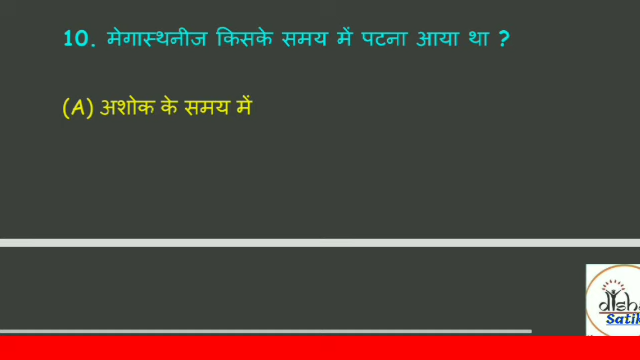 10. मेगास्थनीज किसके समय में पटना आया था ?
(A) अशोक के समय में